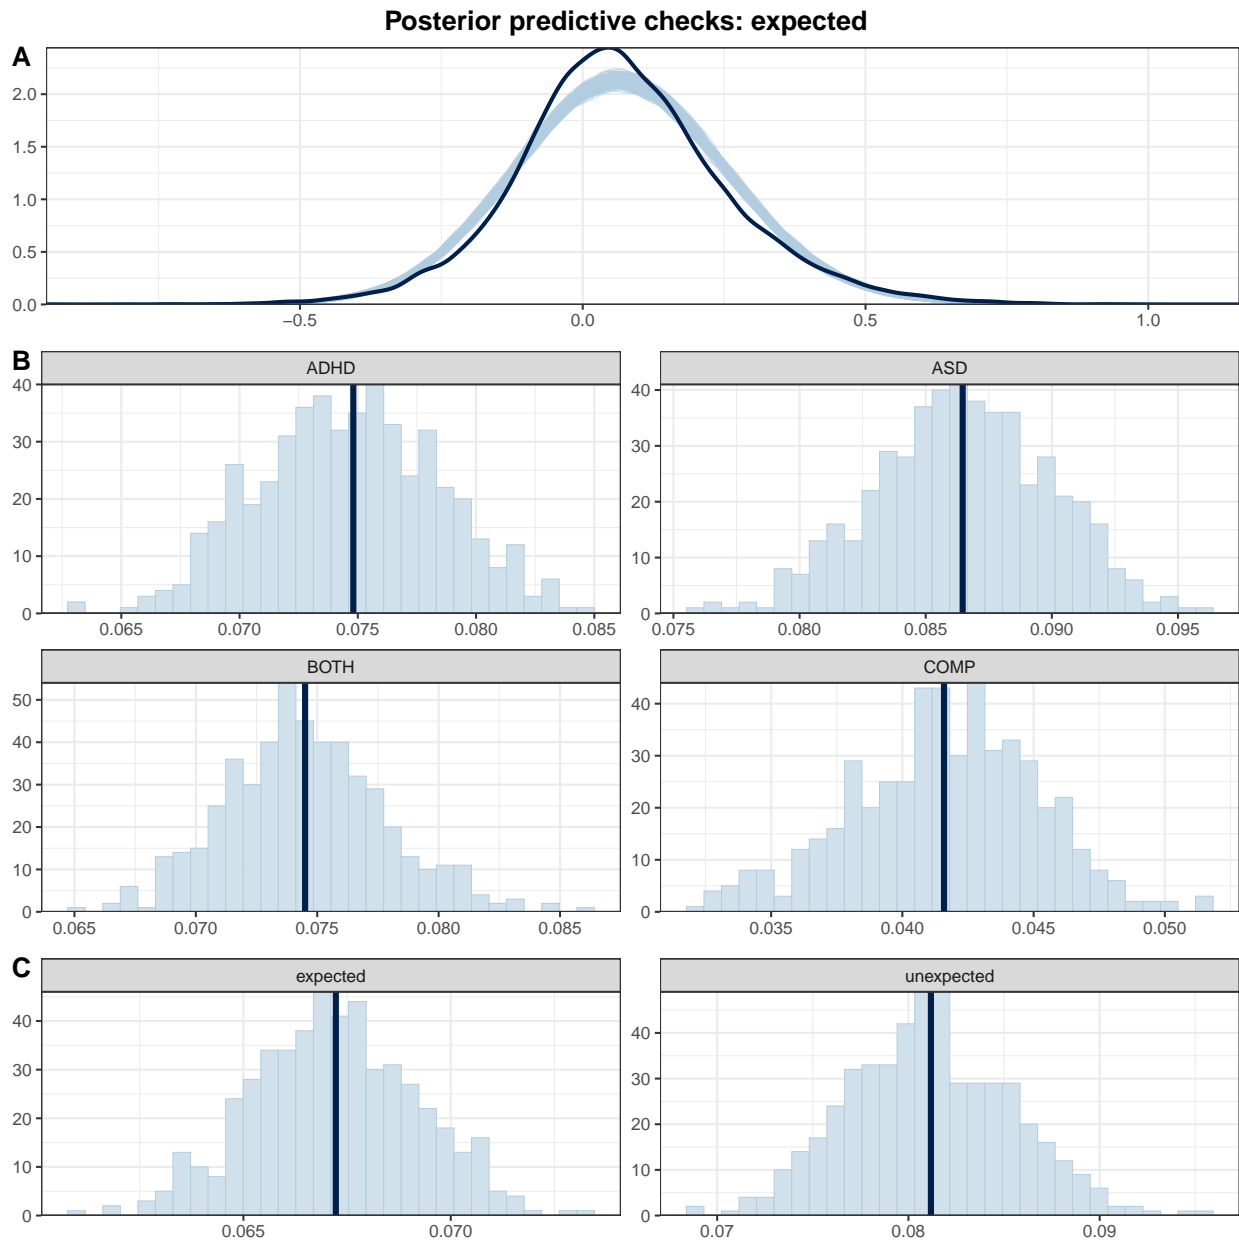 Posterior predictive checks: expected
A
2.0
1.5
1.0
0.5
0.0
−0.5 0.0 0.5 1.0
B
ADHD ASD
40
30
20
10
0
0.065 0.070 0.075 0.080 0.085
40
30
20
10
0
0.075 0.080 0.085 0.090 0.095
BOTH COMP
50
40
30
20
10
0
0.065 0.070 0.075 0.080 0.085
40
30
20
10
0
0.035 0.040 0.045 0.050
C
expected unexpected
40
30
20
10
0
0.065 0.070
40
30
20
10
0
0.07 0.08 0.09